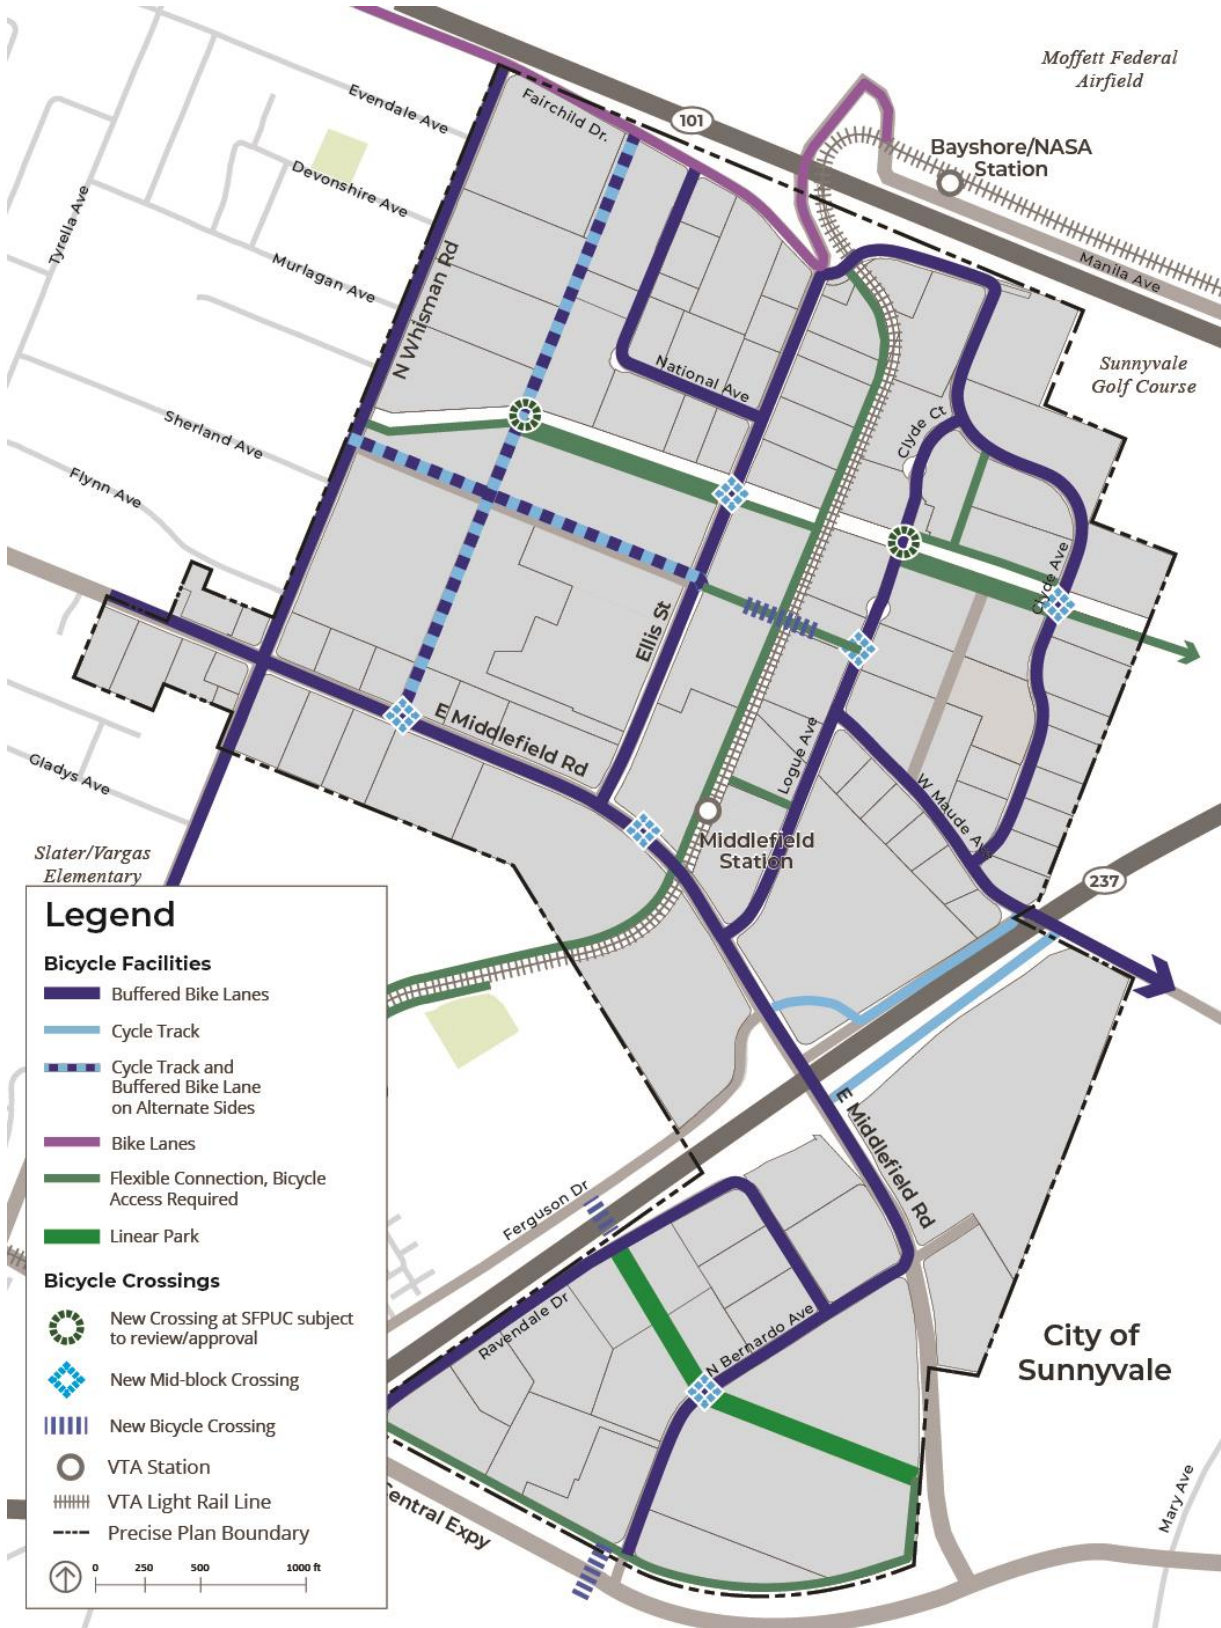 Moffett Federal
Airfield
Evendale Ave
Fairchild Dr.
101
Bayshore/NASA
Station
Devonshire Ave
Tyrella Ave
Murlagan Ave
Manila Ave
N Whisman Rd
Sunnyvale
Golf Course
National Ave
Clyde Ct
Sherland Ave
Flynn Ave
Clyde Ave
Ellis St
E Middlefield Rd
Logue Ave
Gladys Ave
W Maude Ave
Middlefield
Station
Slater/Vargas
Elementary
237
E Middlefield Rd
Ferguson Dr
Ravendale Dr
N Bernardo Ave
City of
Sunnyvale
Mary Ave
Central Expy
Legend
Bicycle Facilities
Buffered Bike Lanes
Cycle Track
Cycle Track and
Buffered Bike Lane
on Alternate Sides
Bike Lanes
Flexible Connection, Bicycle
Access Required
Linear Park
Bicycle Crossings
New Crossing at SFPUC subject
to review/approval
New Mid-block Crossing
New Bicycle Crossing
VTA Station
VTA Light Rail Line
Precise Plan Boundary
0 250 500 1000 ft